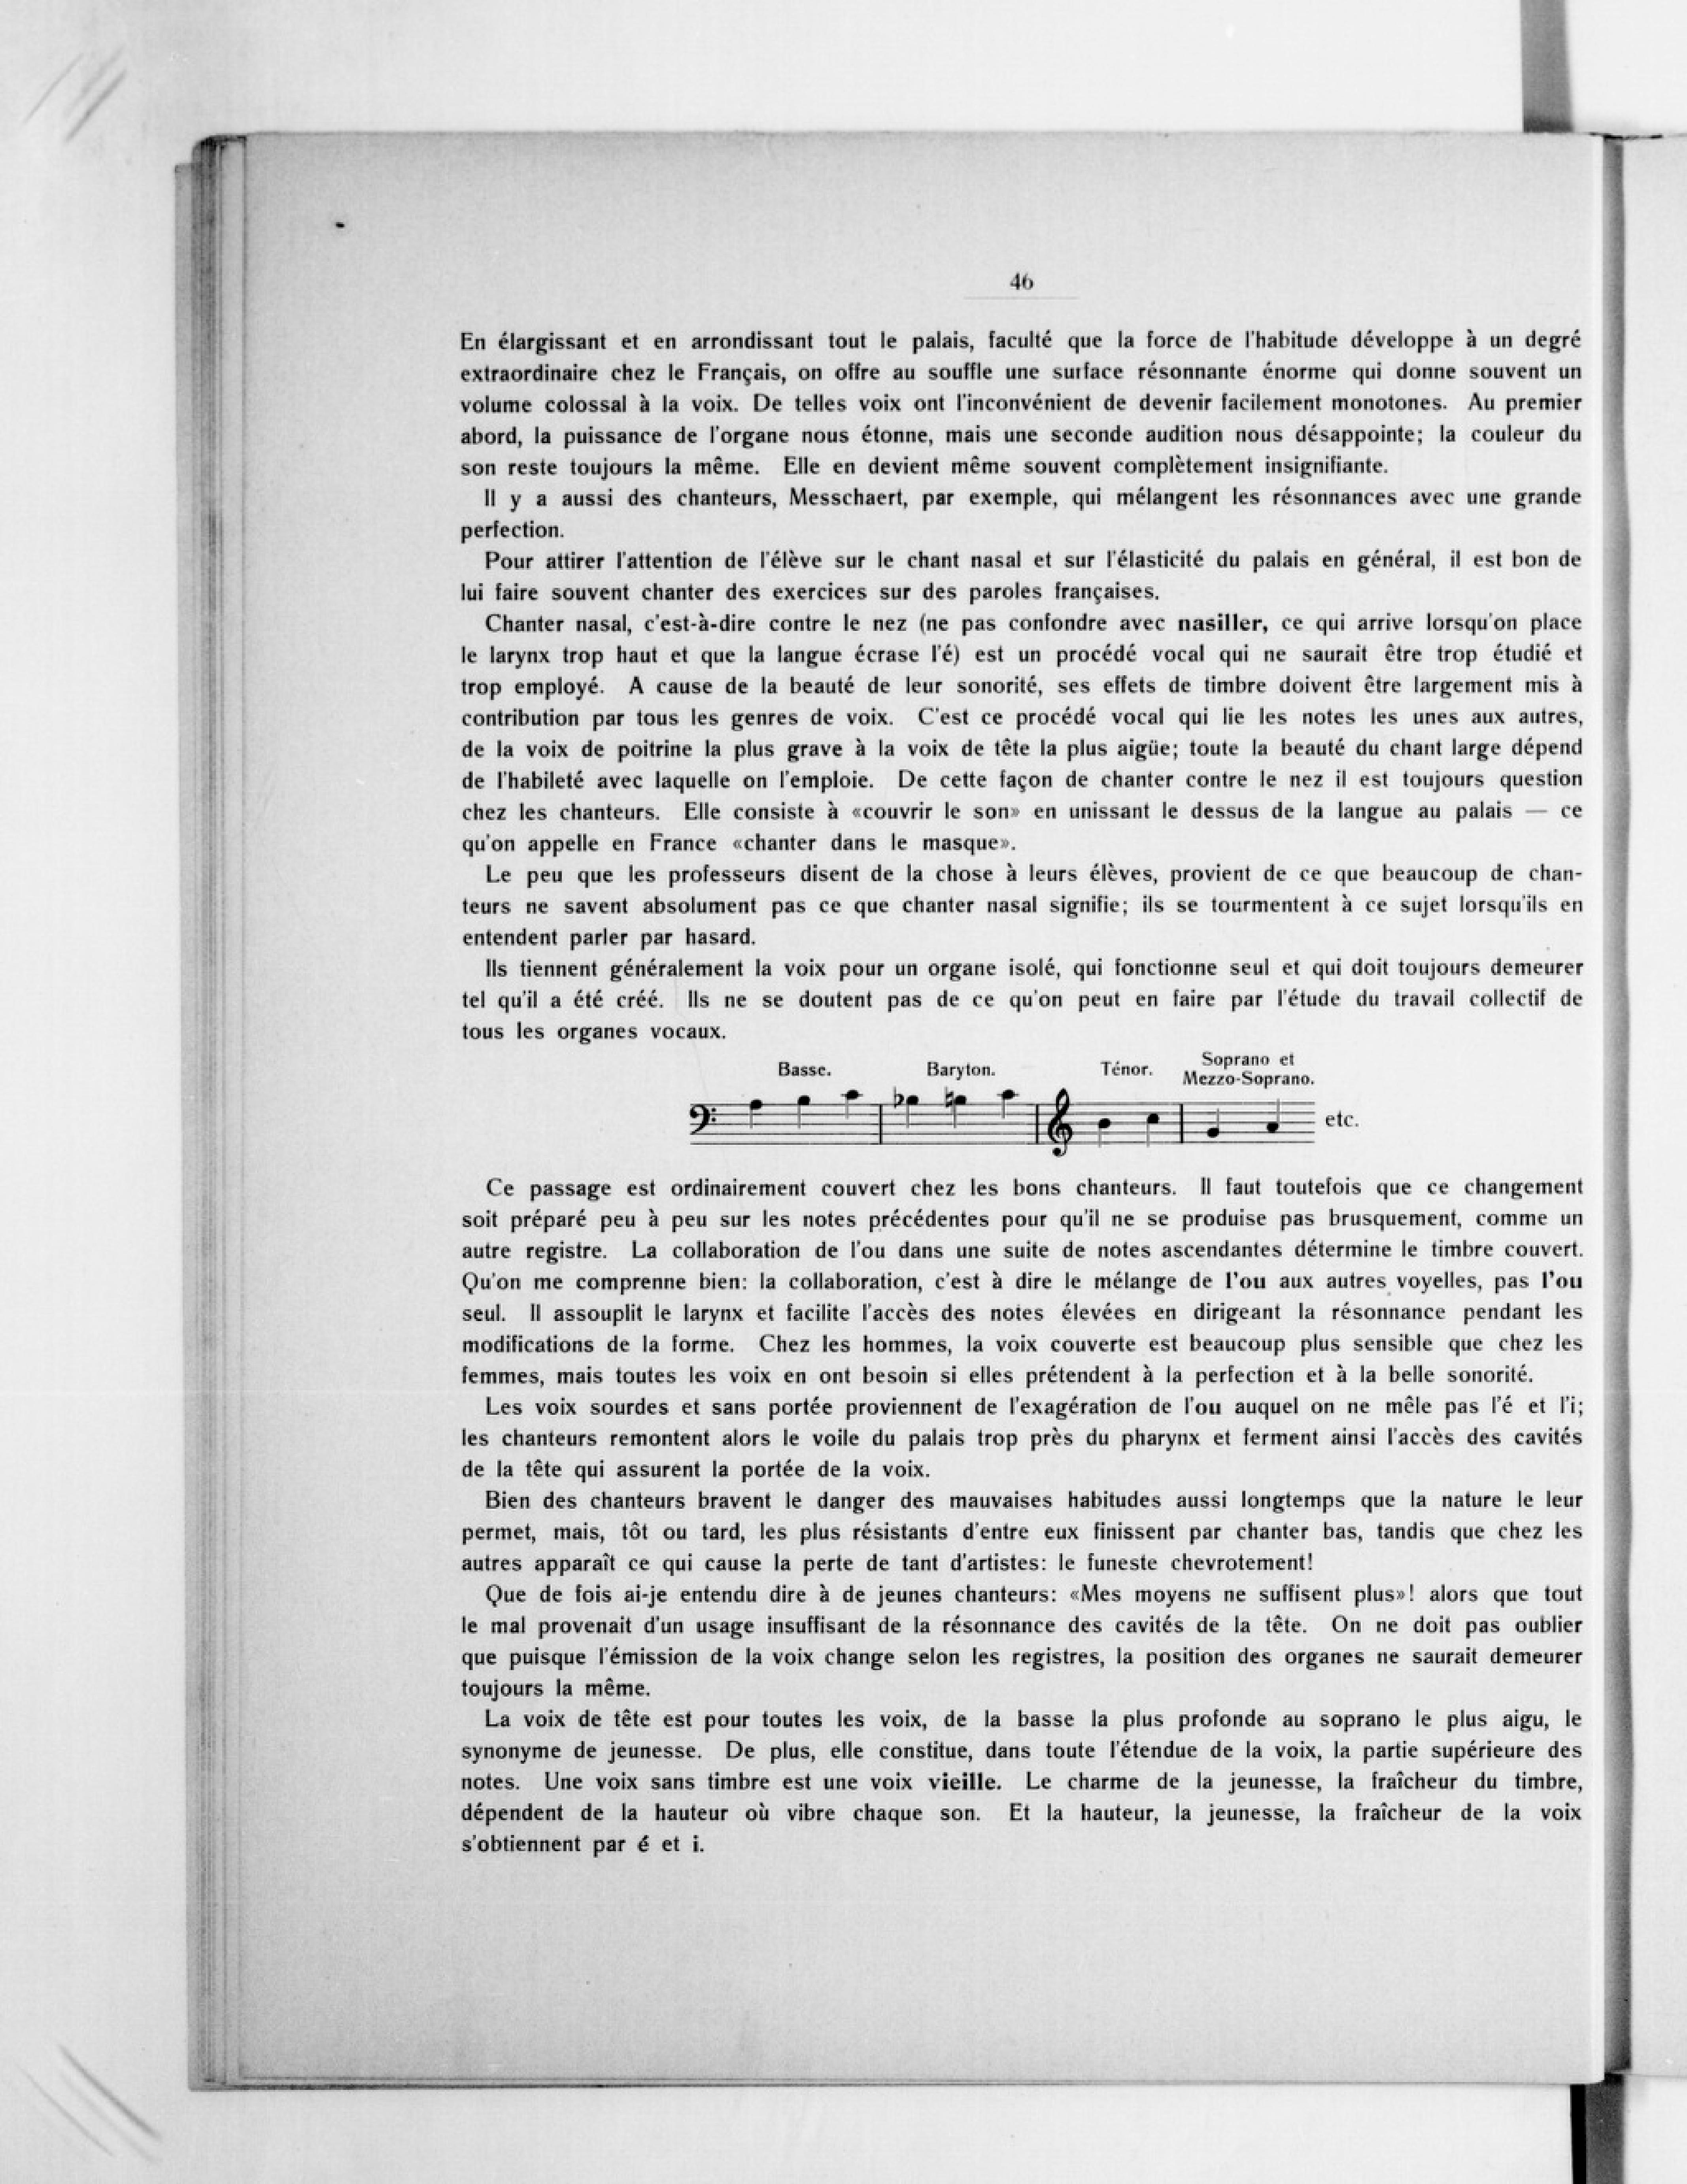 46
En élargissant et en arrondissant tout le palais, faculté que la force de l'habitude développe à un degré
extraordinaire chez le Français, on offre au souffle une surface résonnante énorme qui donne souvent un
volume colossal à la voix. De telles voix ont l'inconvénient de devenir facilement monotones. Au premier
abord, la puissance de l'organe nous étonne, mais une seconde audition nous désappointe; la couleur du
son reste toujours la même. Elle en devient même souvent complètement insignifiante.
Il y a aussi des chanteurs, Messchaert, par exemple, qui mélangent les résonnances avec une grande
perfection.
Pour attirer l'attention de l'élève sur le chant nasal et sur l'élasticité du palais en général, il est bon de
lui faire souvent chanter des exercices sur des paroles françaises.
Chanter nasal, c'est-à-dire contre le nez (ne pas confondre avec nasiller, ce qui arrive lorsqu'on place
le larynx trop haut et que la langue écrase l'é) est un procédé vocal qui ne saurait être trop étudié et
trop employé. A cause de la beauté de leur sonorité, ses effets de timbre doivent être largement mis à
contribution par tous les genres de voix. C'est ce procédé vocal qui lie les notes les unes aux autres,
de la voix de poitrine la plus grave à la voix de tête la plus aigüe; toute la beauté du chant large dépend
de l'habileté avec laquelle on l'emploie. De cette façon de chanter contre le nez il est toujours question
chez les chanteurs. Elle consiste à «couvrir le son» en unissant le dessus de la langue au palais — ce
qu'on appelle en France «chanter dans le masque».
Le peu que les professeurs disent de la chose à leurs élèves, provient de ce que beaucoup de chan-
teurs ne savent absolument pas ce que chanter nasal signifie; ils se tourmentent à ce sujet lorsqu'ils en
entendent parler par hasard.
Ils tiennent généralement la voix pour un organe isolé, qui fonctionne seul et qui doit toujours demeurer
tel qu'il a été créé. Ils ne se doutent pas de ce qu'on peut en faire par l'étude du travail collectif de
tous les organes vocaux.
Basse. Baryton. Ténor. Soprano et
Mezzo-Soprano.
etc.
Ce passage est ordinairement couvert chez les bons chanteurs. Il faut toutefois que ce changement
soit préparé peu à peu sur les notes précédentes pour qu'il ne se produise pas brusquement, comme un
autre registre. La collaboration de l'ou dans une suite de notes ascendantes détermine le timbre couvert.
Qu'on me comprenne bien: la collaboration, c'est à dire le mélange de l'ou aux autres voyelles, pas l'ou
seul. Il assouplit le larynx et facilite l'accès des notes élevées en dirigeant la résonnance pendant les
modifications de la forme. Chez les hommes, la voix couverte est beaucoup plus sensible que chez les
femmes, mais toutes les voix en ont besoin si elles prétendent à la perfection et à la belle sonorité.
Les voix sourdes et sans portée proviennent de l'exagération de l'ou auquel on ne mêle pas l'é et l'i;
les chanteurs remontent alors le voile du palais trop près du pharynx et ferment ainsi l'accès des cavités
de la tête qui assurent la portée de la voix.
Bien des chanteurs bravent le danger des mauvaises habitudes aussi longtemps que la nature le leur
permet, mais, tôt ou tard, les plus résistants d'entre eux finissent par chanter bas, tandis que chez les
autres apparaît ce qui cause la perte de tant d'artistes: le funeste chevrotement!
Que de fois ai-je entendu dire à de jeunes chanteurs: «Mes moyens ne suffisent plus»! alors que tout
le mal provenait d'un usage insuffisant de la résonnance des cavités de la tête. On ne doit pas oublier
que puisque l'émission de la voix change selon les registres, la position des organes ne saurait demeurer
toujours la même.
La voix de tête est pour toutes les voix, de la basse la plus profonde au soprano le plus aigu, le
synonyme de jeunesse. De plus, elle constitue, dans toute l'étendue de la voix, la partie supérieure des
notes. Une voix sans timbre est une voix vieille. Le charme de la jeunesse, la fraîcheur du timbre,
dépendent de la hauteur où vibre chaque son. Et la hauteur, la jeunesse, la fraîcheur de la voix
s'obtiennent par é et i.